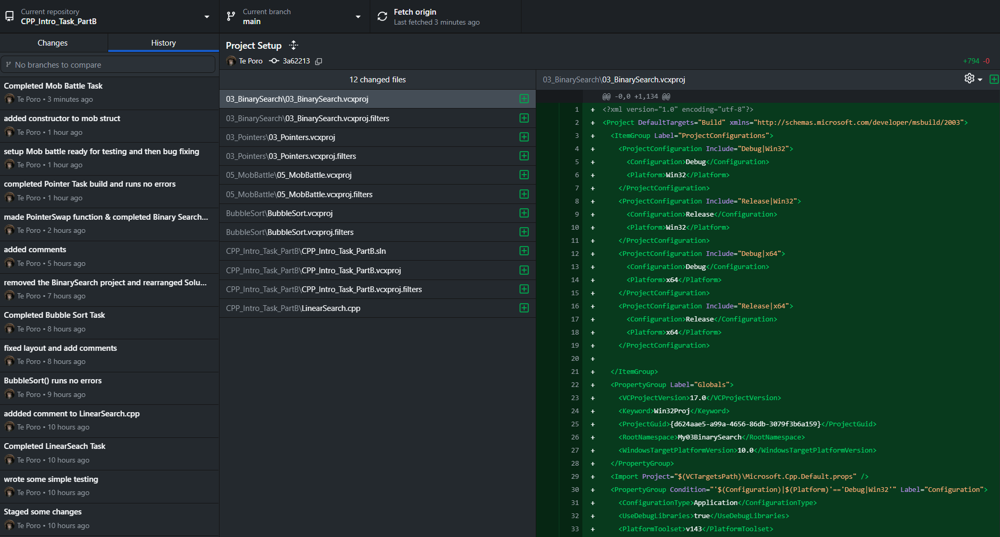 Current repository
CPP_Intro_Task_PartB
Current branch
main
Fetch origin
Last fetched 3 minutes ago
Changes
History
No branches to compare
Completed Mob Battle Task
Te Poro • 3 minutes ago
added constructor to mob struct
Te Poro • 1 hour ago
setup Mob battle ready for testing and then bug fixing
Te Poro • 1 hour ago
completed Pointer Task build and runs no errors
Te Poro • 1 hour ago
made PointerSwap function & completed Binary Search...
Te Poro • 2 hours ago
added comments
Te Poro • 5 hours ago
removed the BinarySearch project and rearranged Solu...
Te Poro • 7 hours ago
Completed Bubble Sort Task
Te Poro • 8 hours ago
fixed layout and add comments
Te Poro • 8 hours ago
BubbleSort() runs no errors
Te Poro • 9 hours ago
addded comment to LinearSearch.cpp
Te Poro • 10 hours ago
Completed LinearSeach Task
Te Poro • 10 hours ago
wrote some simple testing
Te Poro • 10 hours ago
Staged some changes
Te Poro • 10 hours ago
Project Setup
Te Poro 3a62213
+794 -0
12 changed files
03_BinarySearch\03_BinarySearch.vcxproj
03_BinarySearch\03_BinarySearch.vcxproj.filters
03_Pointers\03_Pointers.vcxproj
03_Pointers\03_Pointers.vcxproj.filters
05_MobBattle\05_MobBattle.vcxproj
05_MobBattle\05_MobBattle.vcxproj.filters
BubbleSort\BubbleSort.vcxproj
BubbleSort\BubbleSort.vcxproj.filters
CPP_Intro_Task_PartB\CPP_Intro_Task_PartB.sln
CPP_Intro_Task_PartB\CPP_Intro_Task_PartB.vcxproj
CPP_Intro_Task_PartB\CPP_Intro_Task_PartB.vcxproj.filters
CPP_Intro_Task_PartB\LinearSearch.cpp
03_BinarySearch\03_BinarySearch.vcxproj
@@ -0,0 +1,134 @@
1 + <?xml version="1.0" encoding="utf-8"?>
2 + <Project DefaultTargets="Build" xmlns="http://schemas.microsoft.com/developer/msbuild/2003">
3 + <ItemGroup Label="ProjectConfigurations">
4 + <ProjectConfiguration Include="Debug|Win32">
5 + <Configuration>Debug</Configuration>
6 + <Platform>Win32</Platform>
7 + </ProjectConfiguration>
8 + <ProjectConfiguration Include="Release|Win32">
9 + <Configuration>Release</Configuration>
10 + <Platform>Win32</Platform>
11 + </ProjectConfiguration>
12 + <ProjectConfiguration Include="Debug|x64">
13 + <Configuration>Debug</Configuration>
14 + <Platform>x64</Platform>
15 + </ProjectConfiguration>
16 + <ProjectConfiguration Include="Release|x64">
17 + <Configuration>Release</Configuration>
18 + <Platform>x64</Platform>
19 + </ProjectConfiguration>
20 +
21 + </ItemGroup>
22 + <PropertyGroup Label="Globals">
23 + <VCProjectVersion>17.0</VCProjectVersion>
24 + <Keyword>Win32Proj</Keyword>
25 + <ProjectGuid>{d624aae5-a99a-4656-86db-3079f3b6a159}</ProjectGuid>
26 + <RootNamespace>My03BinarySearch</RootNamespace>
27 + <WindowsTargetPlatformVersion>10.0</WindowsTargetPlatformVersion>
28 + </PropertyGroup>
29 + <Import Project="$(VCTargetsPath)\Microsoft.Cpp.Default.props" />
30 + <PropertyGroup Condition="'$(Configuration)|$(Platform)'=='Debug|Win32'" Label="Configuration">
31 + <ConfigurationType>Application</ConfigurationType>
32 + <UseDebugLibraries>true</UseDebugLibraries>
33 + <PlatformToolset>v143</PlatformToolset>